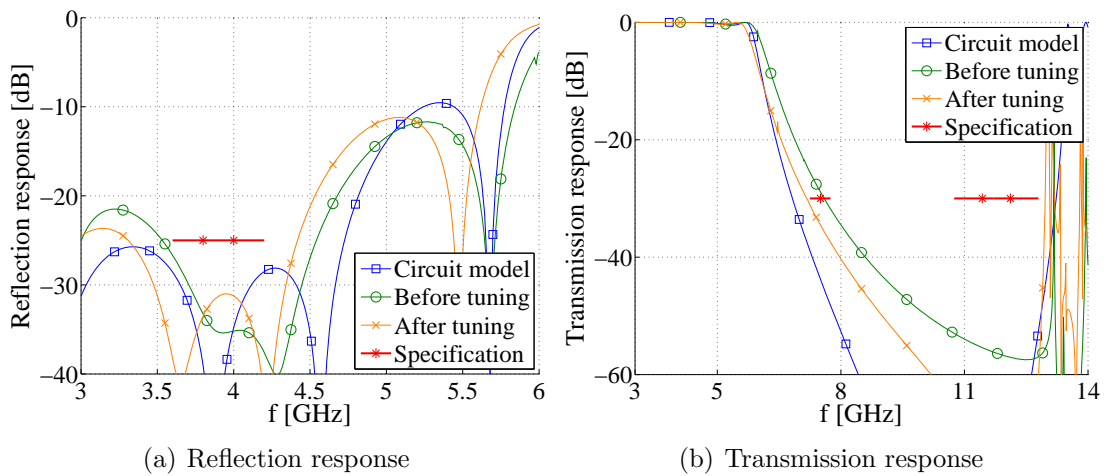 0
−10
−20
−30
−40
Reflection response [dB]
3
3.5
4
4.5
5
5.5
6
f [GHz]
Circuit model
Before tuning
After tuning
Specification
(a) Reflection response
0
−20
−40
−60
Transmission response [dB]
3
5
8
11
14
f [GHz]
Circuit model
Before tuning
After tuning
Specification
(b) Transmission response